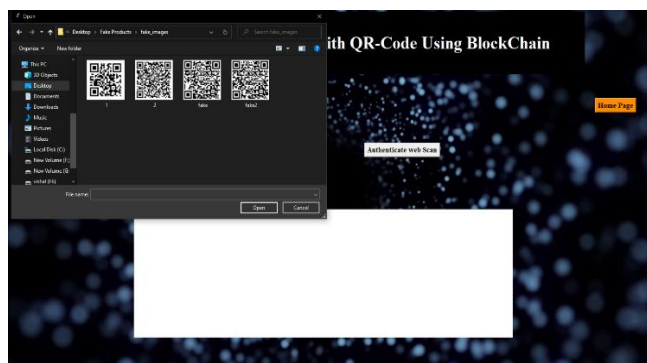 Open
Desktop › Fake Products › fake_images
Search fake_images
Organize
New folder
This PC
3D Objects
Desktop
Documents
Downloads
Music
Pictures
Videos
Local Disk (C:)
New Volume (F:)
New Volume (G:
vishal (H:)
1
2
fake
fake2
File name:
Open
Cancel
ith QR-Code Using BlockChain
Home Page
Authenticate web Scan